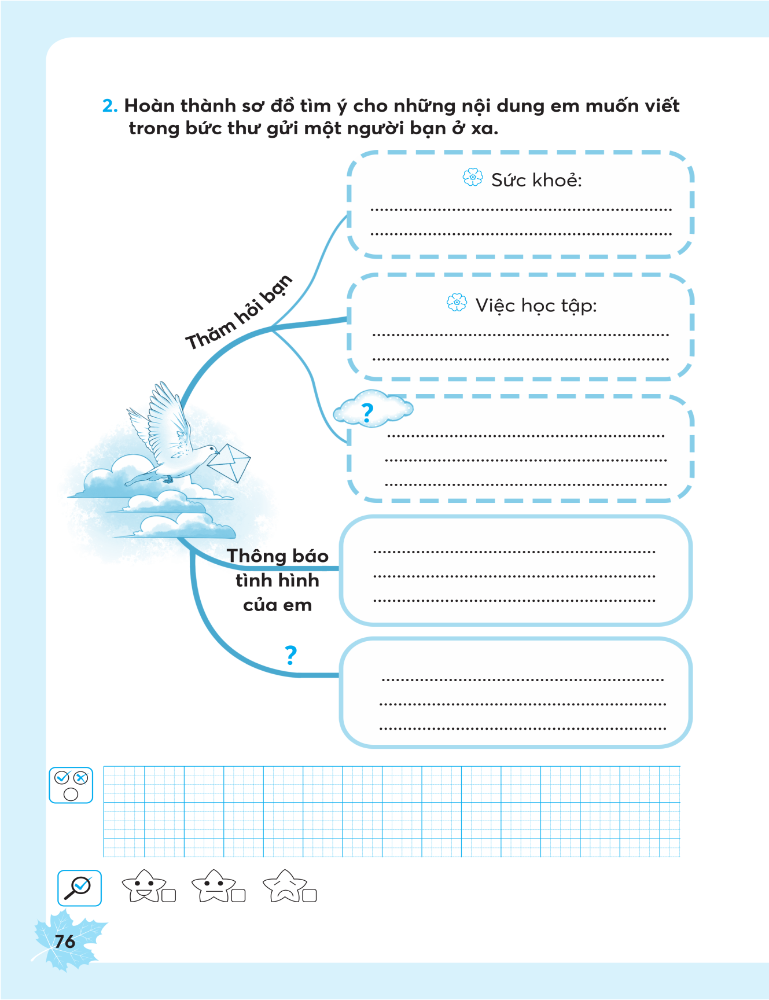 2. Hoàn thành sơ đồ tìm ý cho những nội dung em muốn viết
trong bức thư gửi một người bạn ở xa.
Sức khoẻ:
..............................................................
..............................................................
Thăm hỏi bạn
Việc học tập:
..............................................................
..............................................................
?
..............................................................
..............................................................
..............................................................
Thông báo
tình hình
của em
..............................................................
..............................................................
..............................................................
?
..............................................................
..............................................................
..............................................................
76